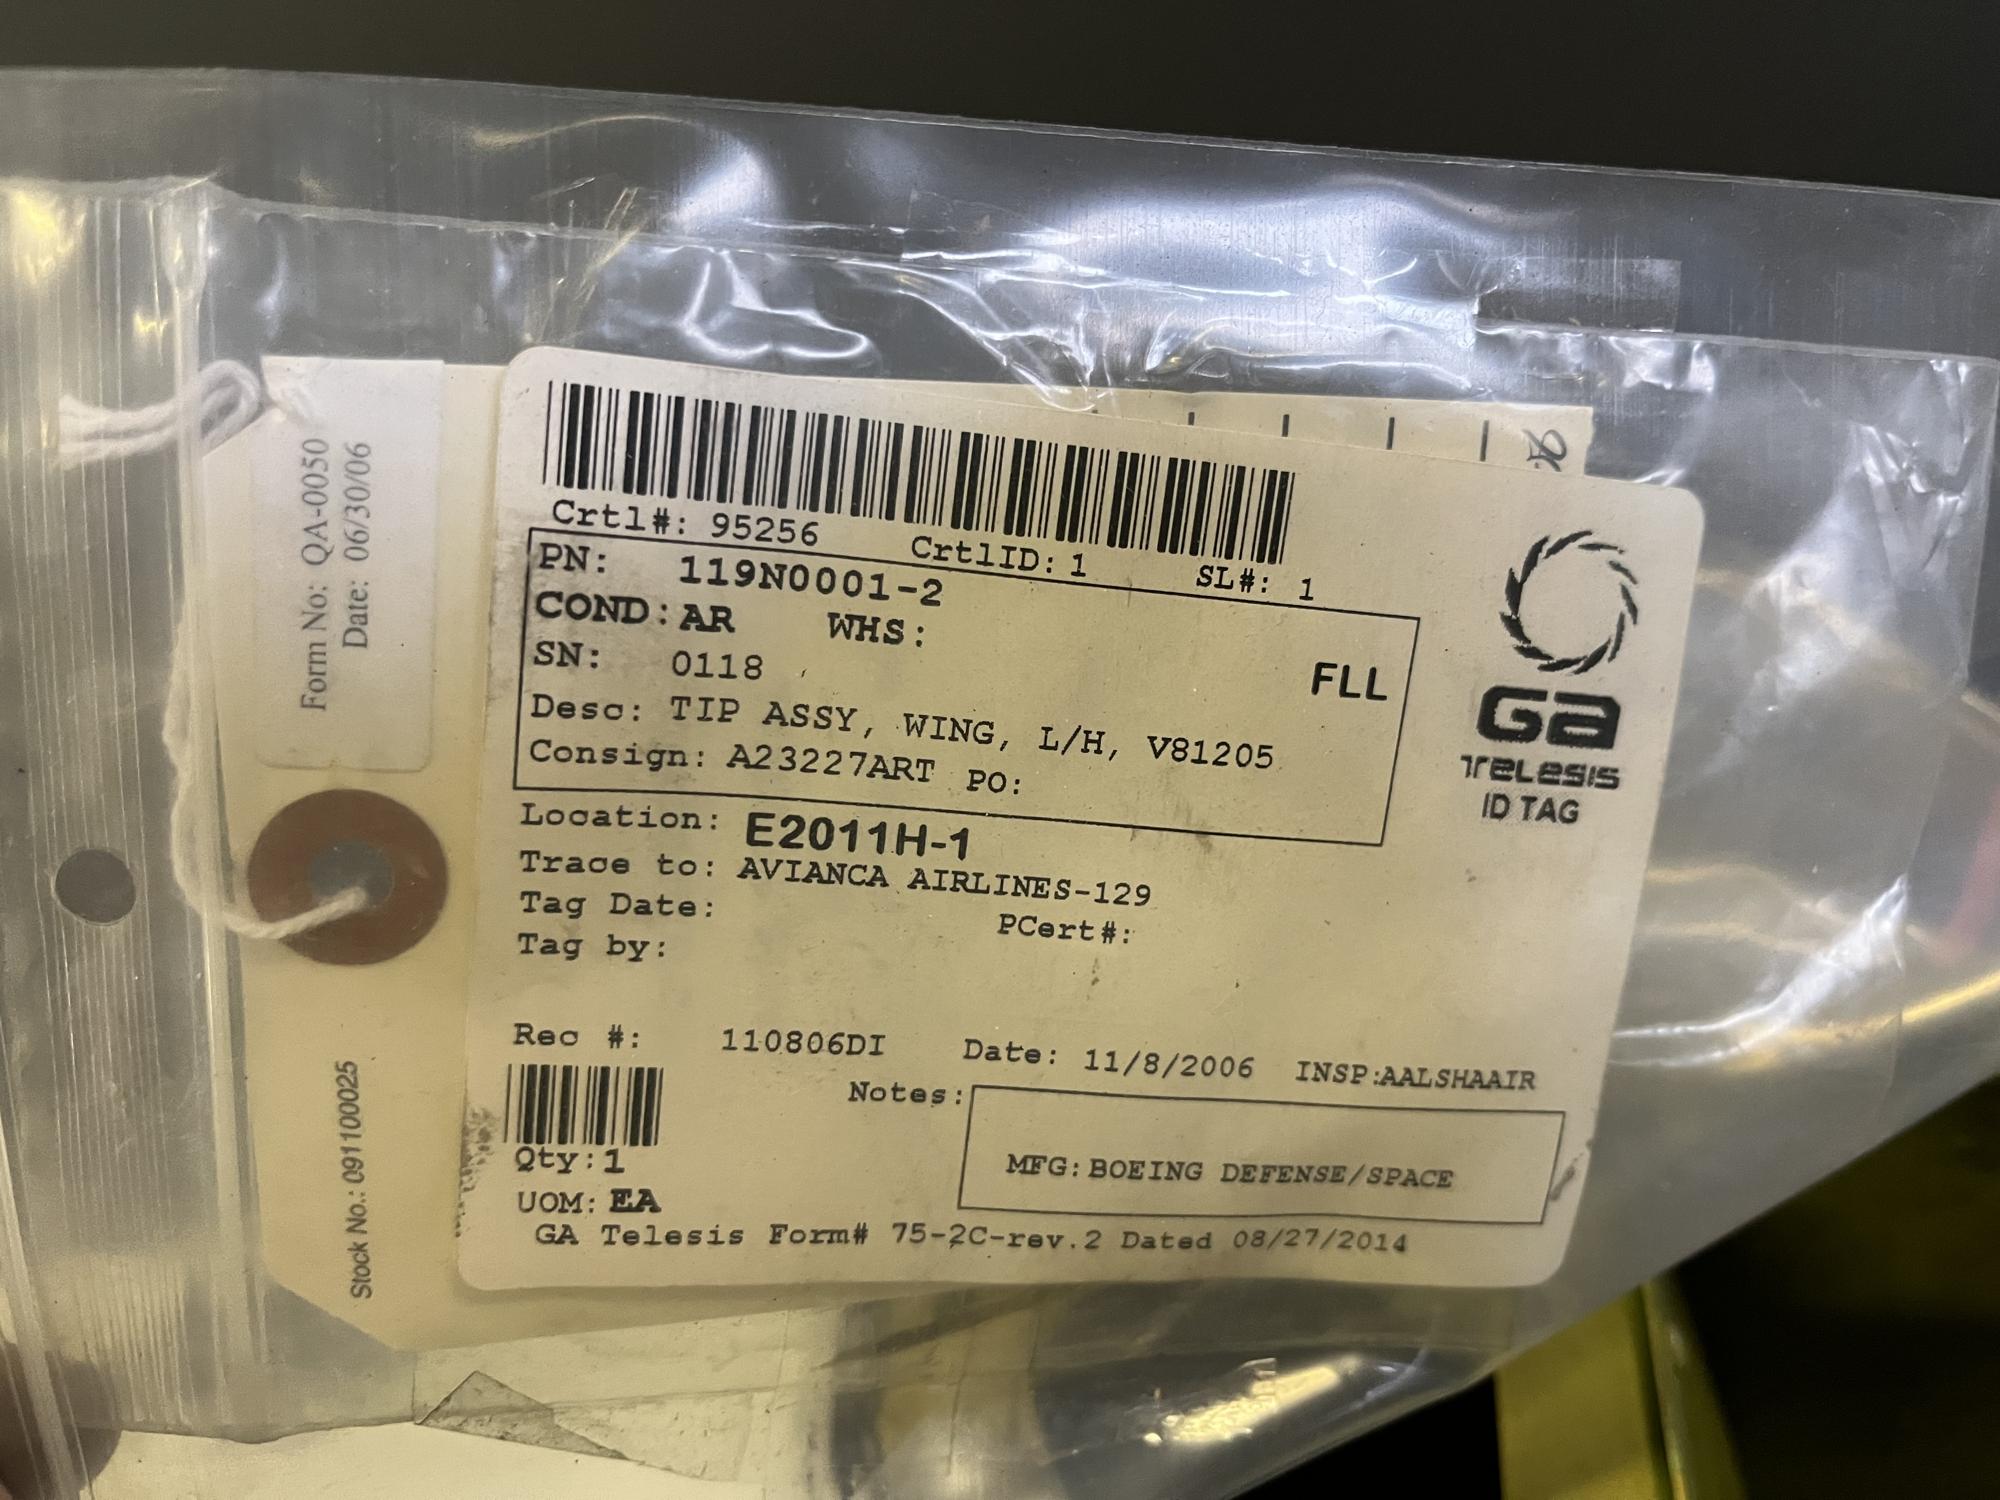 Form No: QA-0050
Date: 06/30/06
Stock No.: 091100025
Crtl#: 95256 CrtlID: 1 SL#: 1
PN: 119N0001-2
COND: AR WHS:
SN: 0118 FLL
Desc: TIP ASSY, WING, L/H, V81205
Consign: A23227ART PO:
GA
TELESIS
ID TAG
Location: E2011H-1
Trace to: AVIANCA AIRLINES-129
Tag Date: PCert#:
Tag by:
Rec #: 110806DI Date: 11/8/2006 INSP:AALSHAAIR
Notes:
MFG: BOEING DEFENSE/SPACE
Qty: 1
UOM: EA
GA Telesis Form# 75-2C-rev.2 Dated 08/27/2014